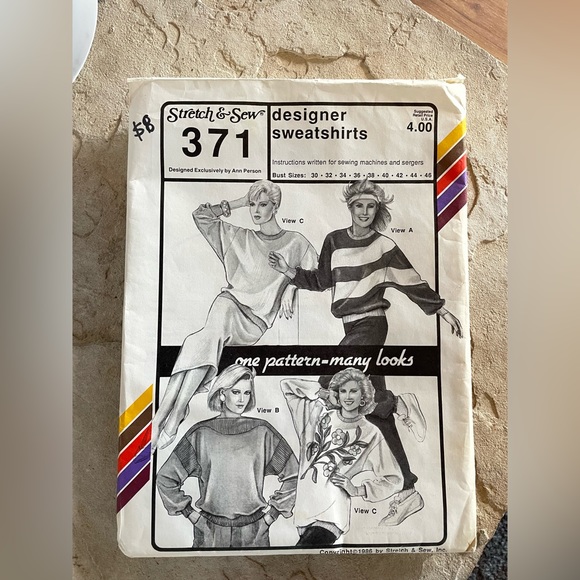 $8
Stretch & Sew®
371
Designed Exclusively by Ann Person
designer
sweatshirts
Suggested
Retail Price
U.S.A.
4.00
Instructions written for sewing machines and sergers
Bust Sizes: 30 · 32 · 34 · 36 · 38 · 40 · 42 · 44 · 46
View C
View A
one pattern=many looks
View B
View C
Copyright©1986 by Stretch & Sew, Inc.